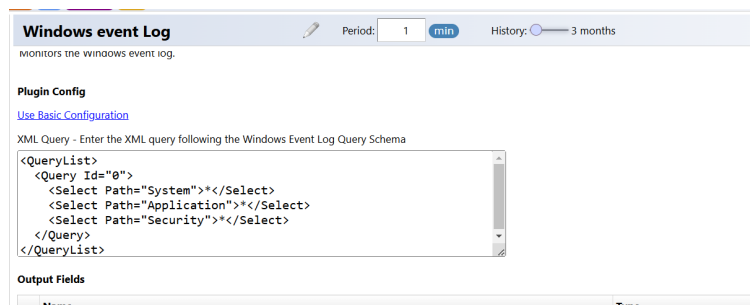 Windows event Log
Period: 1 min
History: 3 months
Monitors the Windows event log.
Plugin Config
Use Basic Configuration
XML Query - Enter the XML query following the Windows Event Log Query Schema
<QueryList>
  <Query Id="0">
    <Select Path="System">*</Select>
    <Select Path="Application">*</Select>
    <Select Path="Security">*</Select>
  </Query>
</QueryList>
Output Fields
Name
Type